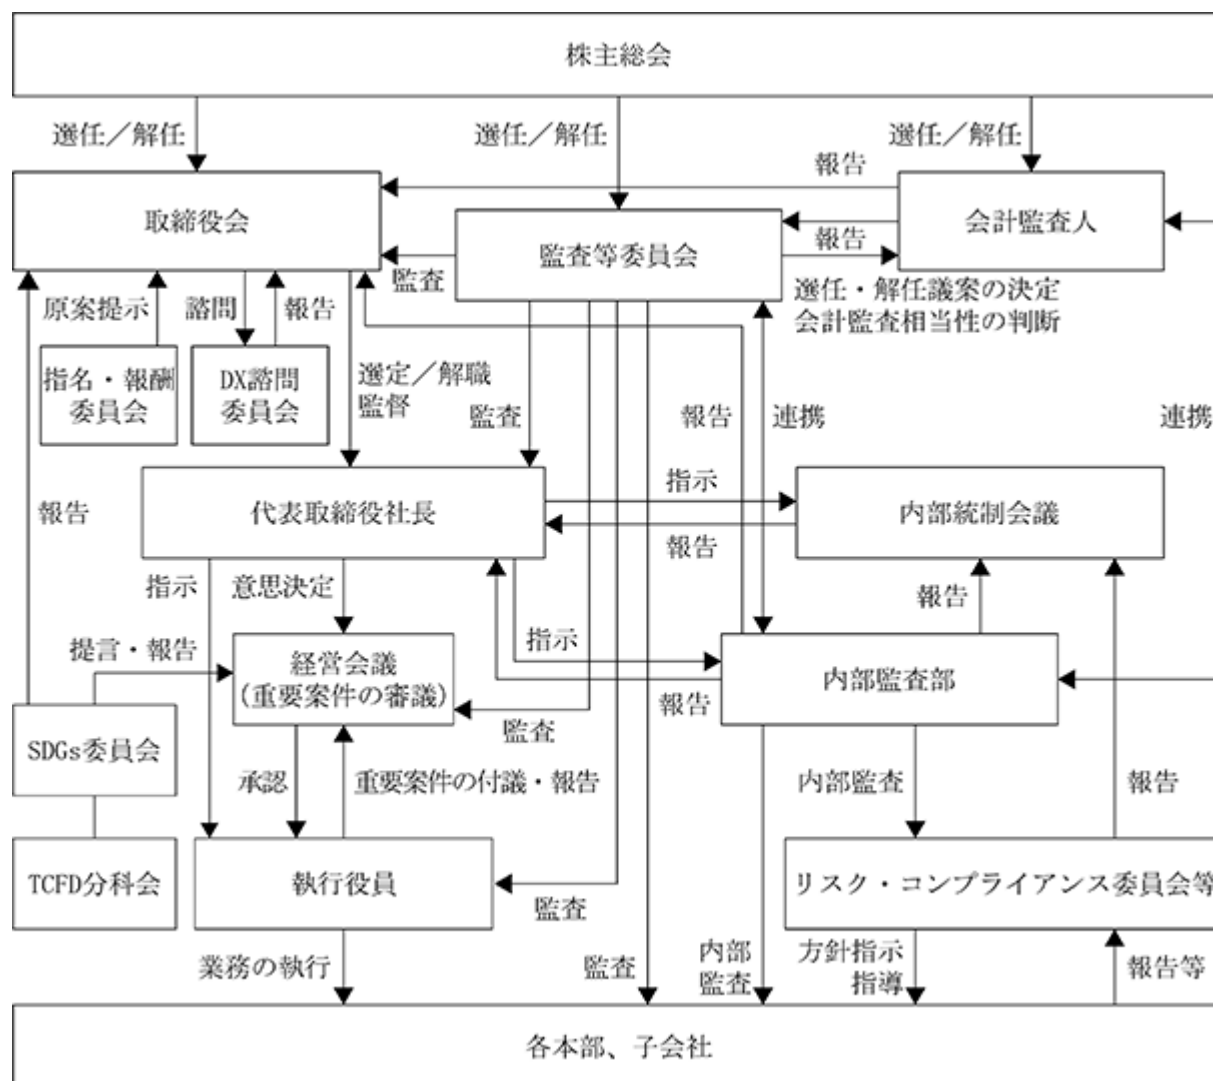 株主総会
選任／解任
選任／解任
選任／解任
報告
取締役会
会計監査人
監査等委員会
報告
監査
選任・解任議案の決定
会計監査相当性の判断
原案提示
諮問
報告
指名・報酬
委員会
DX諮問
委員会
選定／解職
監督
監査
報告
連携
連携
代表取締役社長
指示
内部統制会議
報告
報告
指示
意思決定
報告
提言・報告
経営会議
(重要案件の審議)
指示
内部監査部
報告
監査
SDGs委員会
承認
重要案件の付議・報告
内部監査
報告
TCFD分科会
執行役員
リスク・コンプライアンス委員会等
監査
業務の執行
監査
内部
監査
方針指示
指導
報告等
各本部、子会社